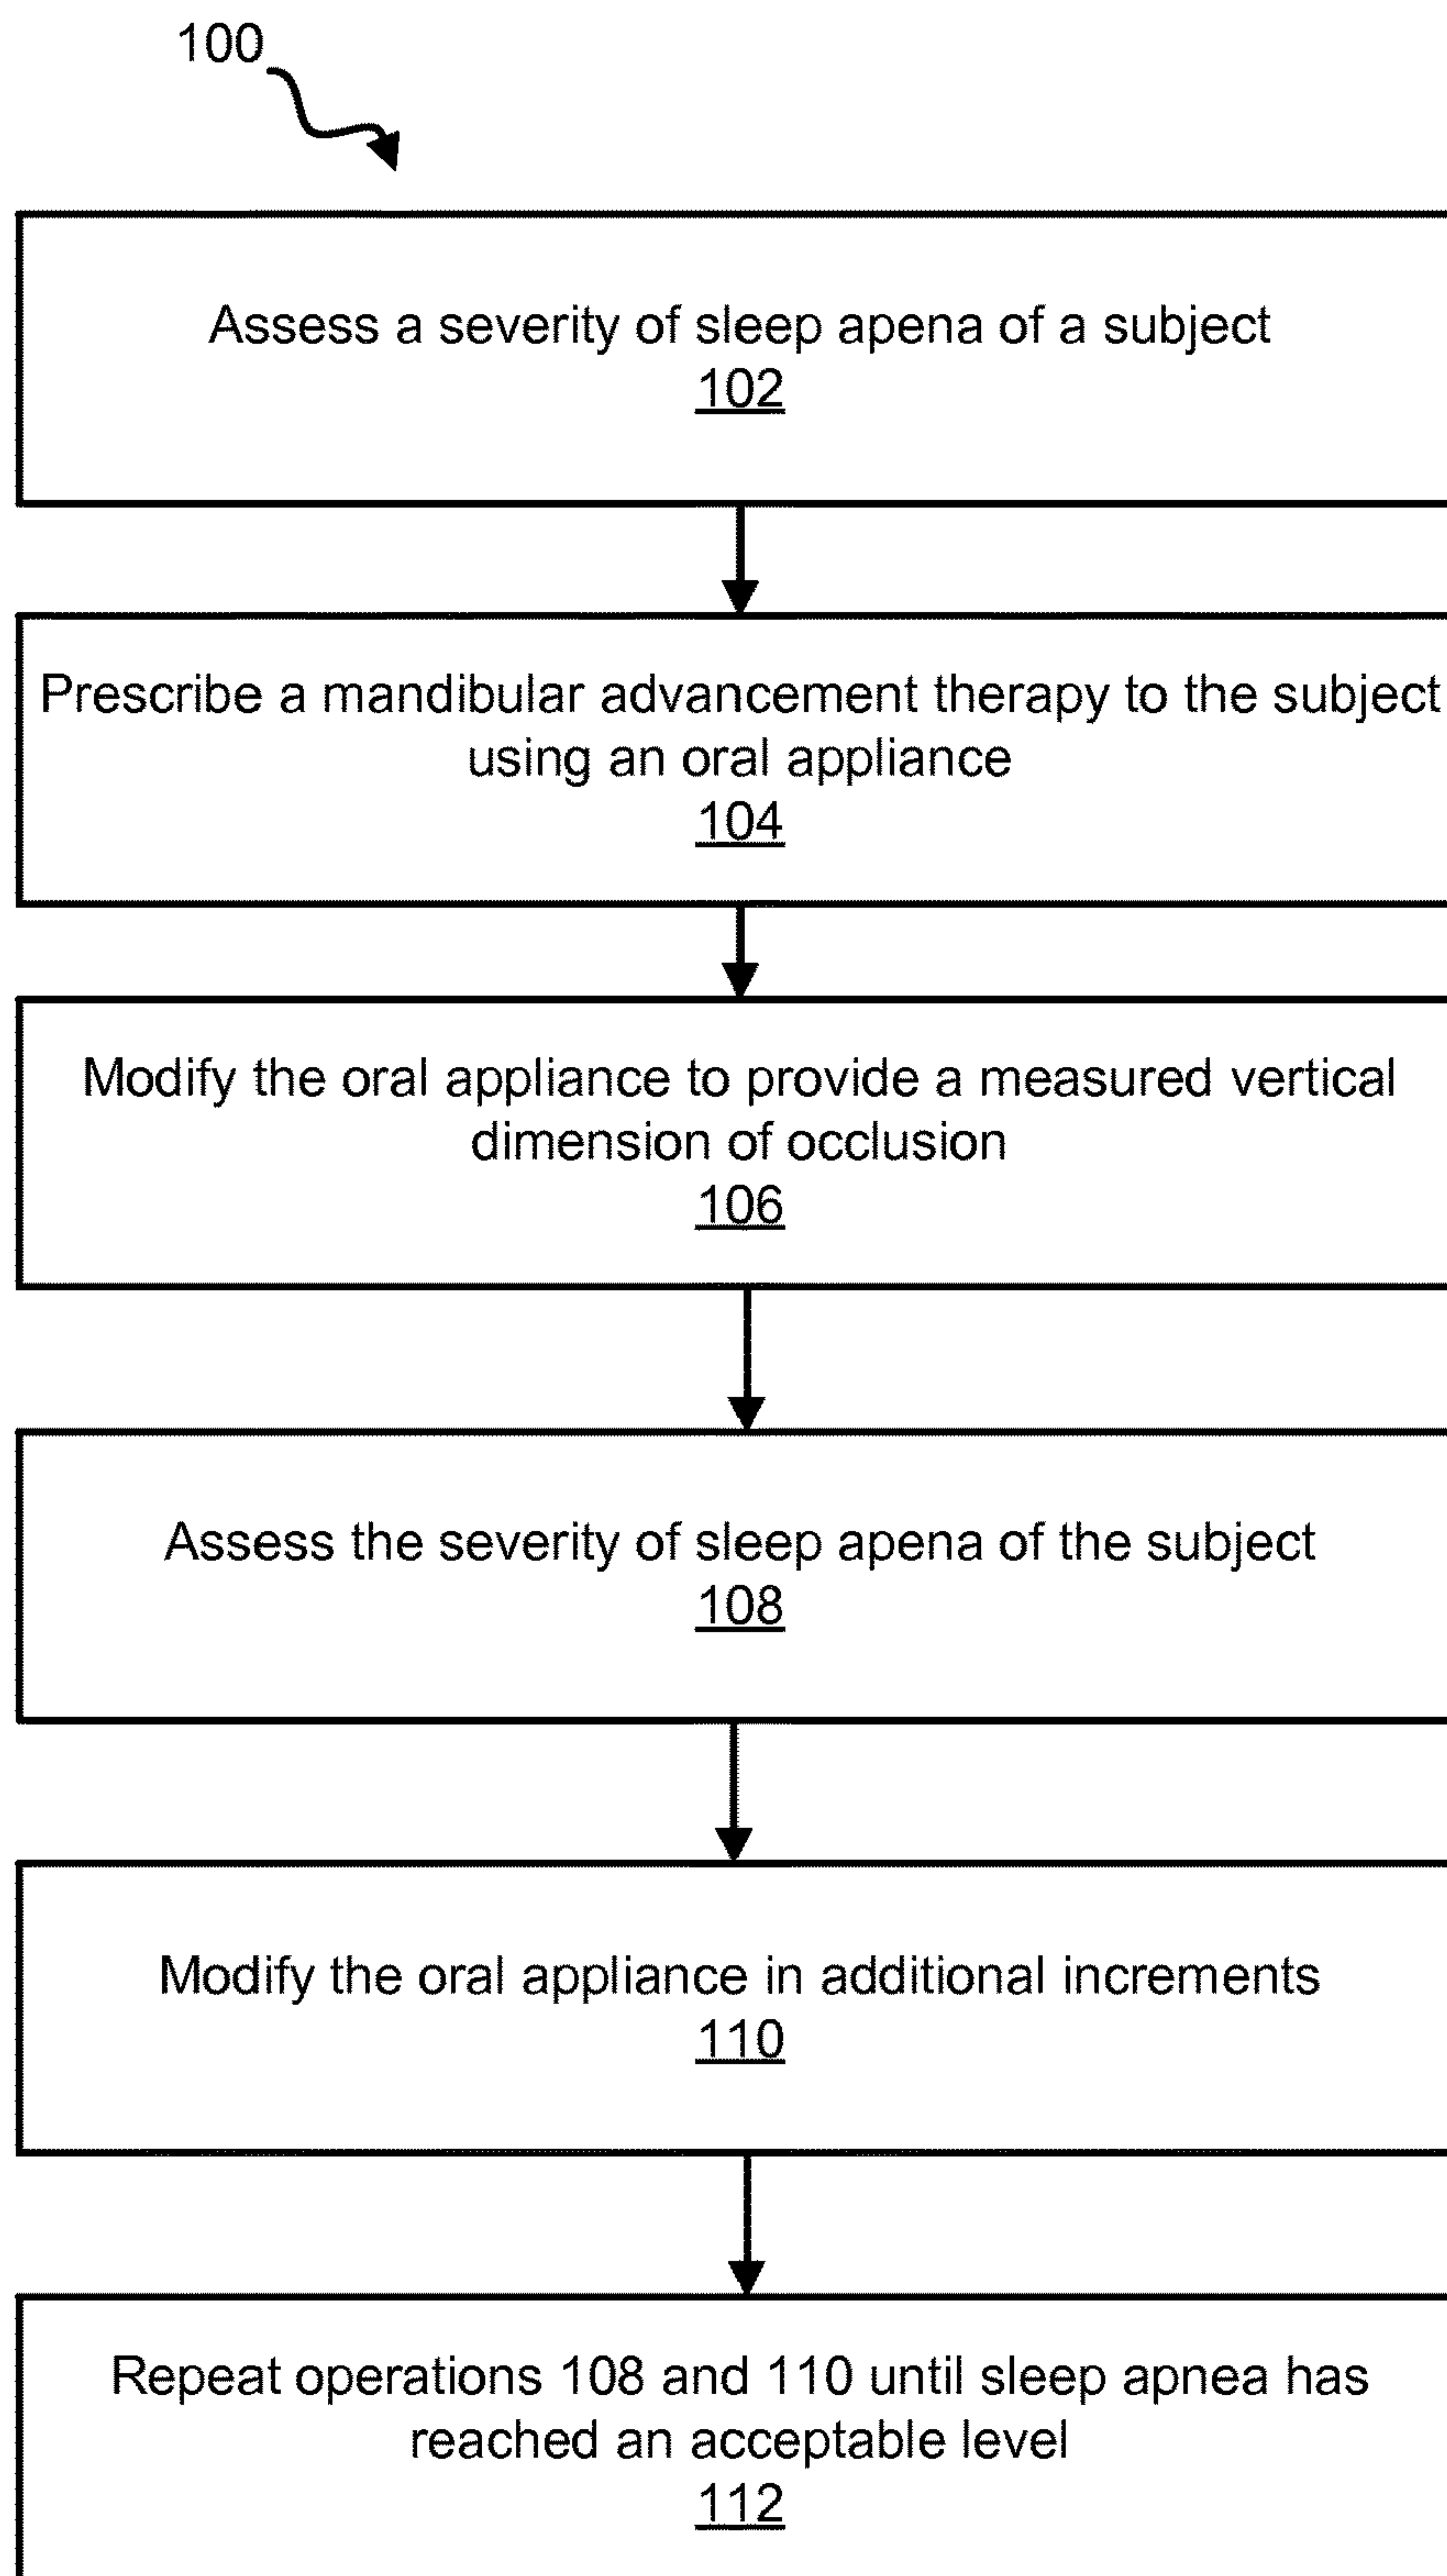 100
Assess a severity of sleep apena of a subject
102
Prescribe a mandibular advancement therapy to the subject
using an oral appliance
104
Modify the oral appliance to provide a measured vertical
dimension of occlusion
106
Assess the severity of sleep apena of the subject
108
Modify the oral appliance in additional increments
110
Repeat operations 108 and 110 until sleep apnea has
reached an acceptable level
112